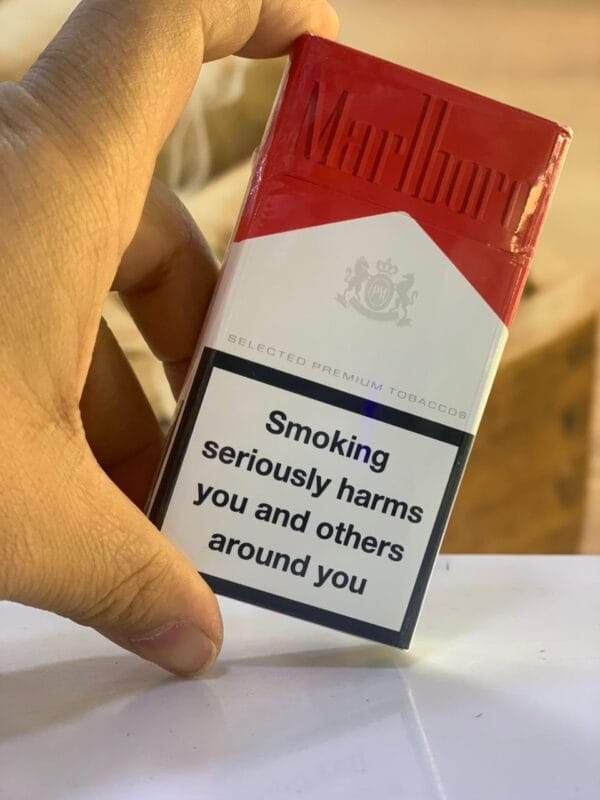 Marlboro
SELECTED PREMIUM TOBACCOS
Smoking
seriously harms
you and others
around you